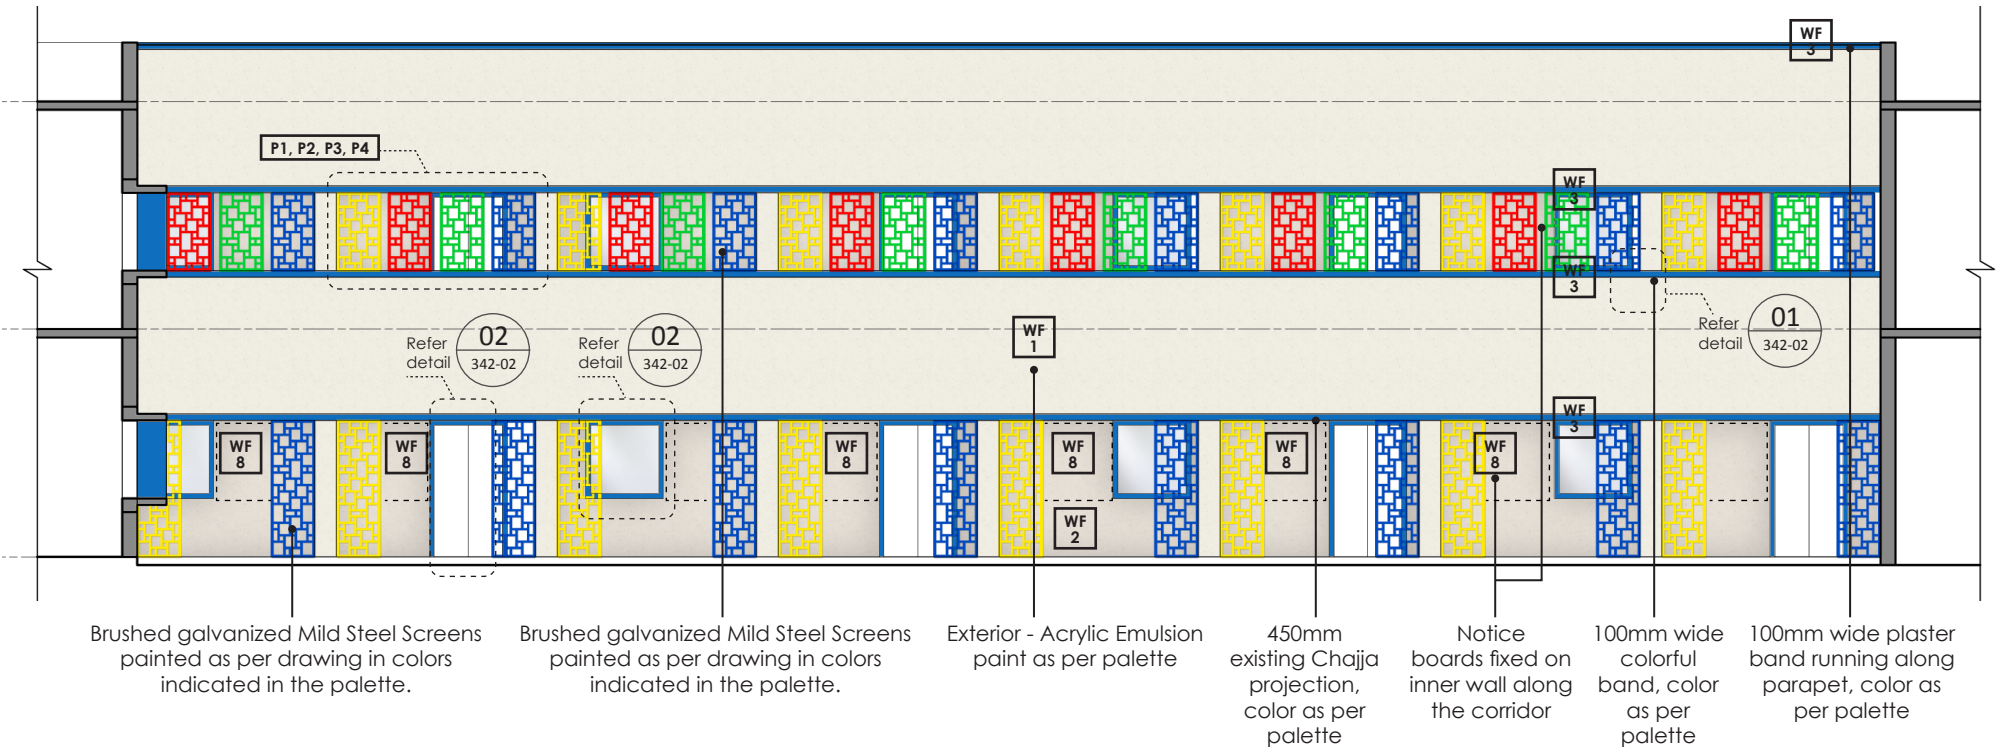 WF
3
P1, P2, P3, P4
WF
3
WF
3
Refer
detail
02
342-02
Refer
detail
02
342-02
WF
1
Refer
detail
01
342-02
WF
3
WF
8
WF
8
WF
8
WF
8
WF
8
WF
8
WF
2
Brushed galvanized Mild Steel Screens
painted as per drawing in colors
indicated in the palette.
Brushed galvanized Mild Steel Screens
painted as per drawing in colors
indicated in the palette.
Exterior - Acrylic Emulsion
paint as per palette
450mm
existing Chajja
projection,
color as per
palette
Notice
boards fixed on
inner wall along
the corridor
100mm wide
colorful
band, color
as per
palette
100mm wide plaster
band running along
parapet, color as
per palette